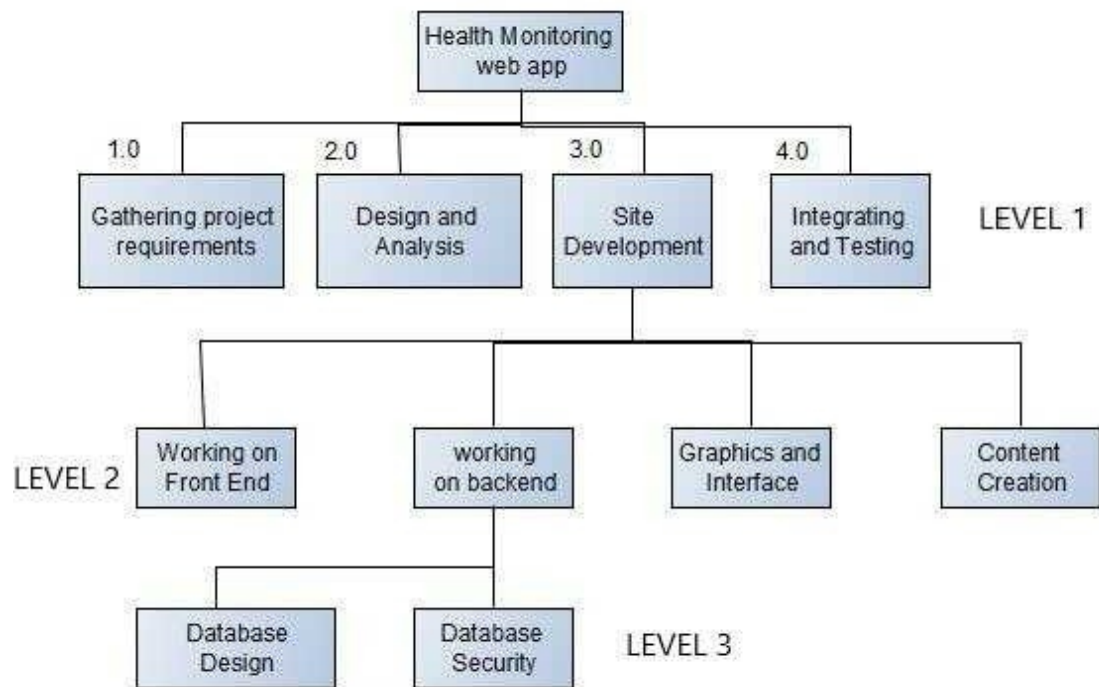 Health Monitoring
web app
1.0
2.0
3.0
4.0
Gathering project
requirements
Design and
Analysis
Site
Development
Integrating
and Testing
LEVEL 1
LEVEL 2
Working on
Front End
working
on backend
Graphics and
Interface
Content
Creation
Database
Design
Database
Security
LEVEL 3